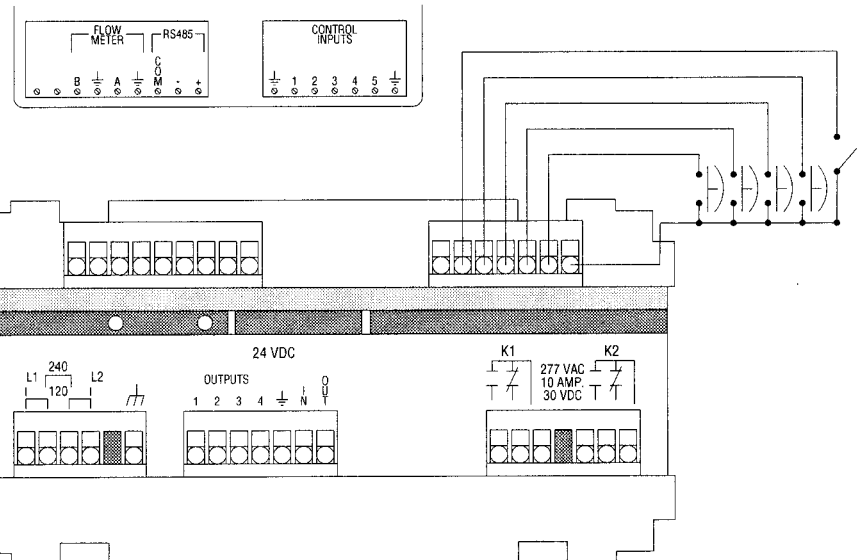 FLOW
METER
RS485
COM
B
A
-
+
CONTROL
INPUTS
1 2 3 4 5
24 VDC
240
L1
L2
120
OUTPUTS
1 2 3 4
IN
OUT
K1
K2
277 VAC
10 AMP.
30 VDC